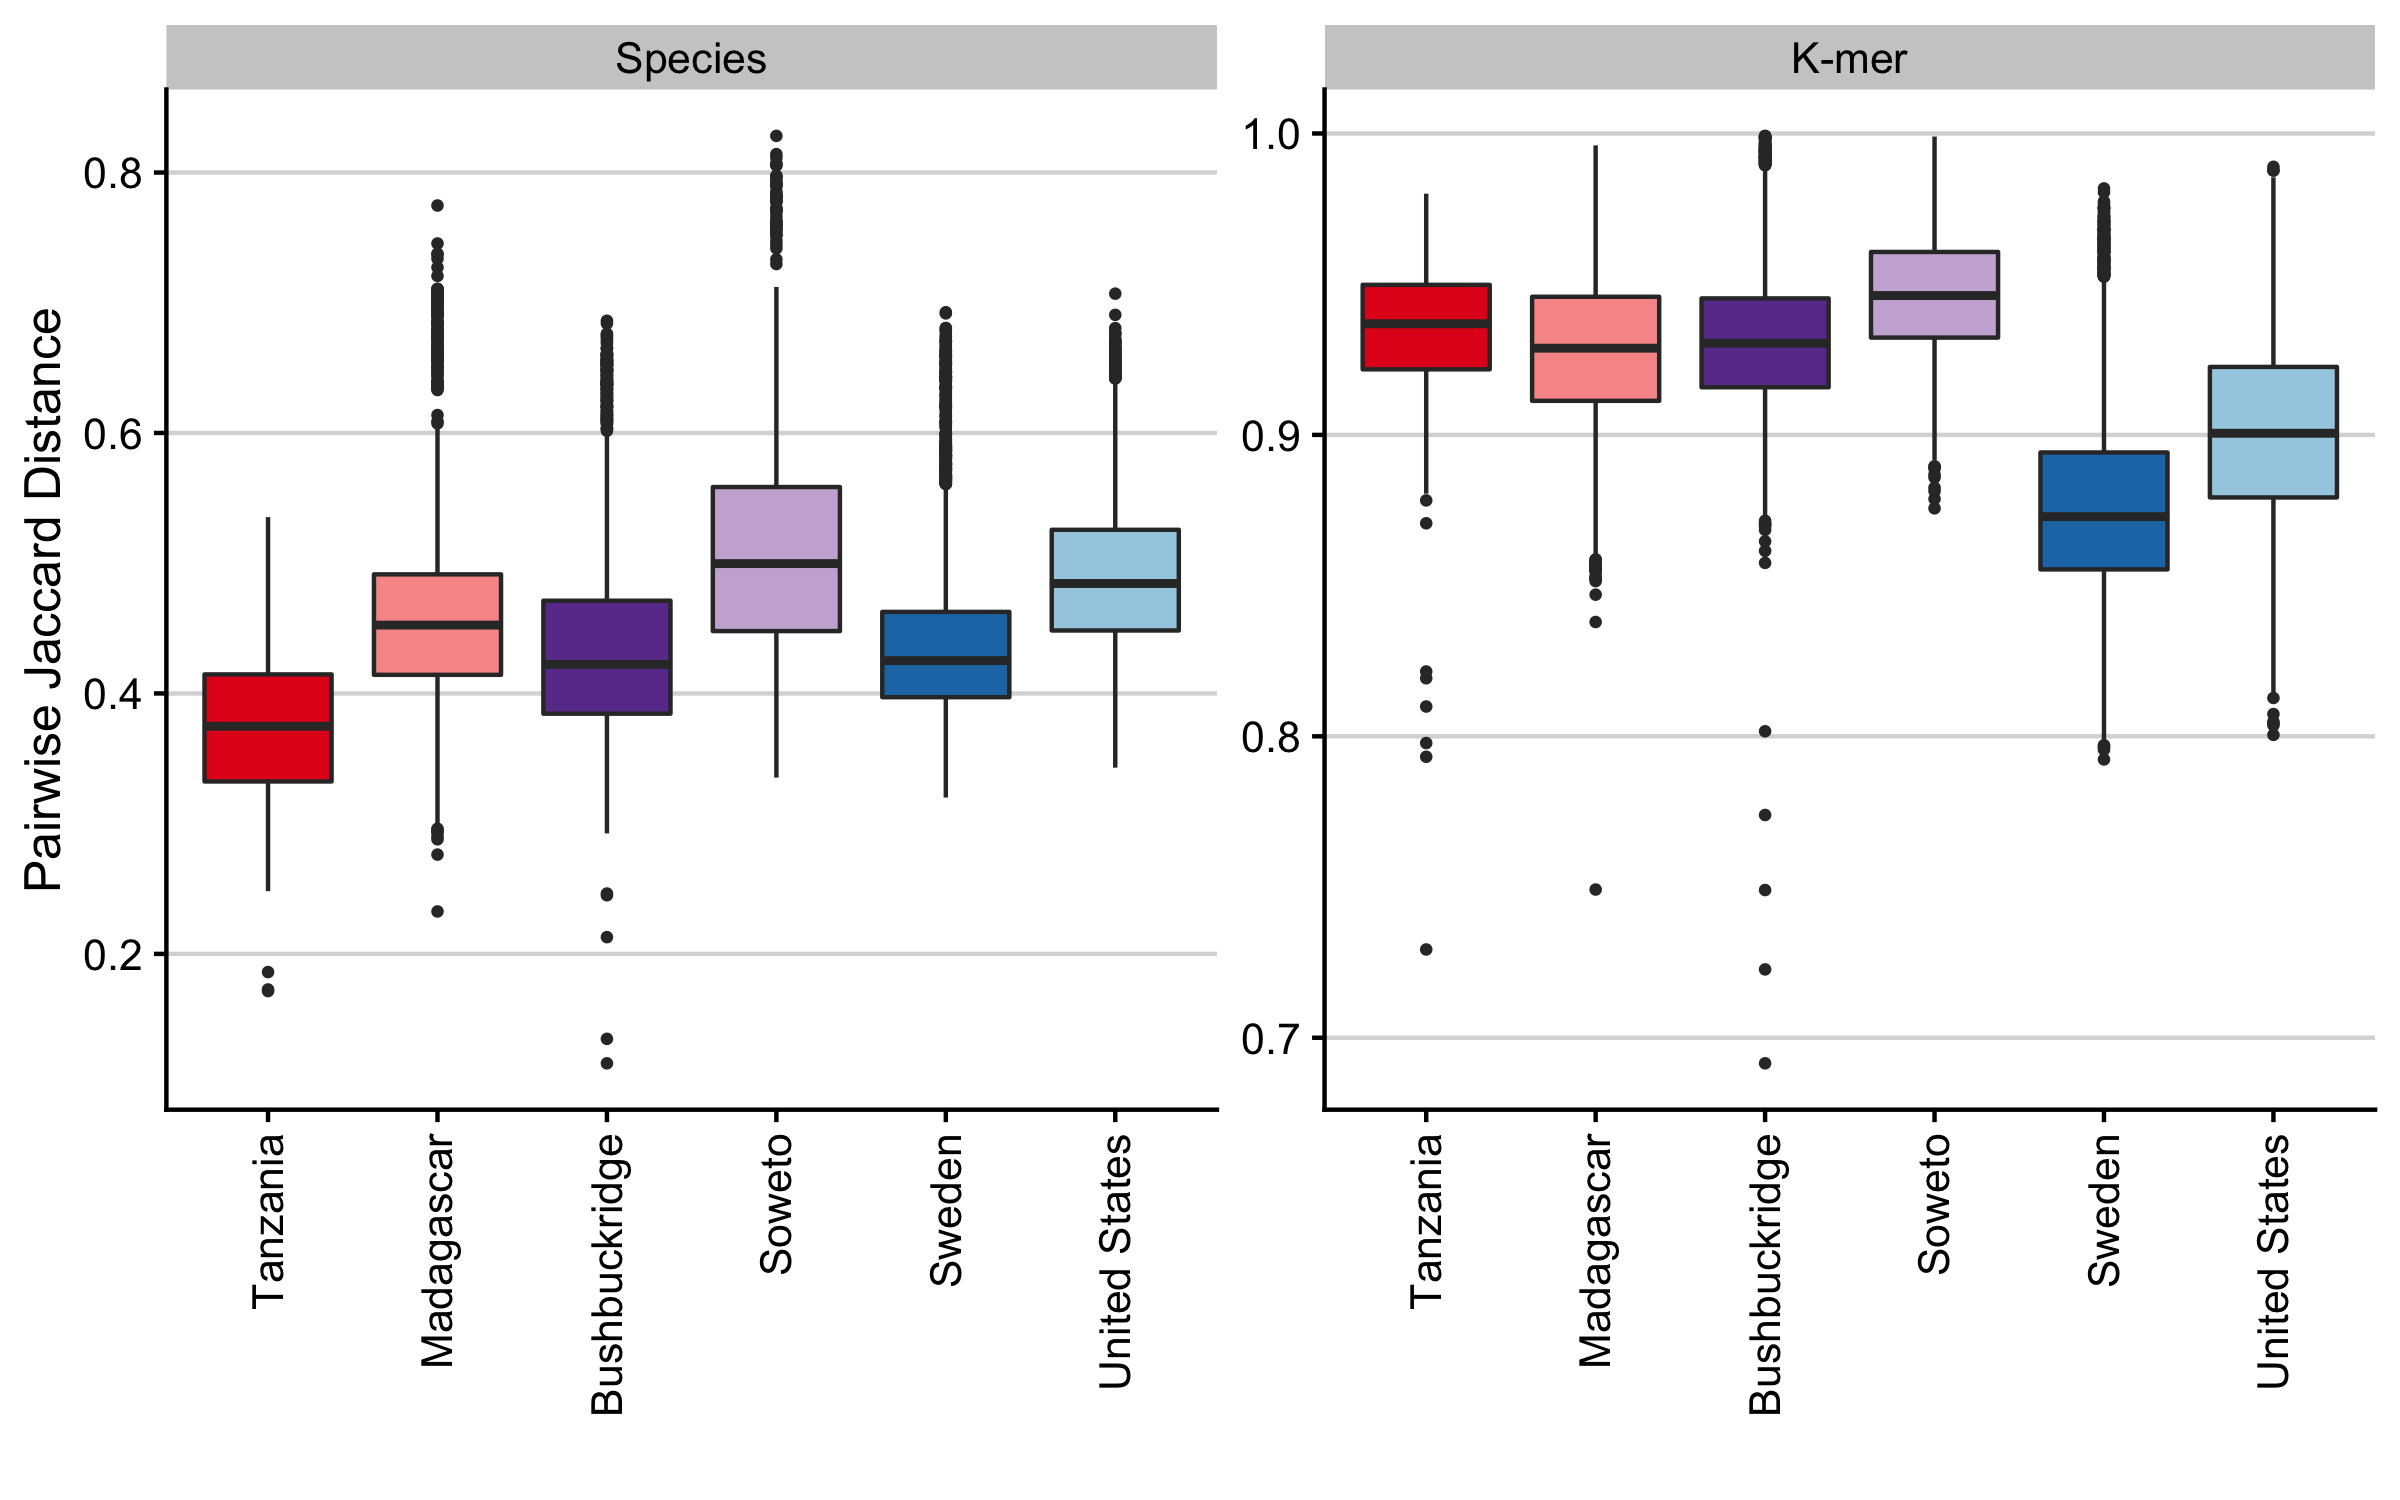 Species
K-mer
Pairwise Jaccard Distance
0.8
0.6
0.4
0.2
1.0
0.9
0.8
0.7
Tanzania
Madagascar
Bushbuckridge
Soweto
Sweden
United States
Tanzania
Madagascar
Bushbuckridge
Soweto
Sweden
United States